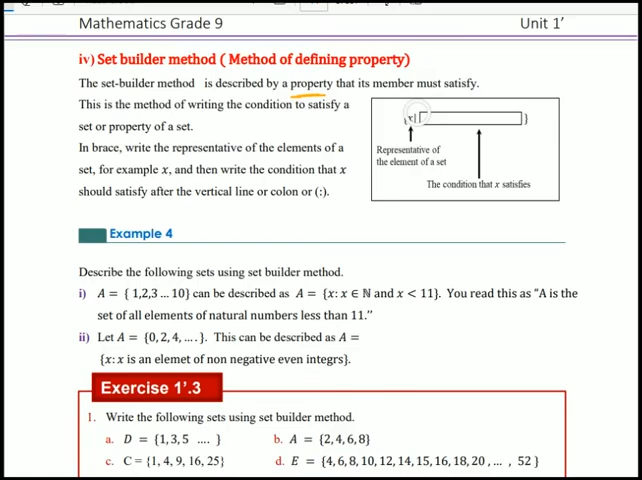 Mathematics Grade 9 Unit 1’
iv) Set builder method ( Method of defining property)
The set-builder method is described by a property that its member must satisfy.
This is the method of writing the condition to satisfy a
set or property of a set.
In brace, write the representative of the elements of a
set, for example x, and then write the condition that x
should satisfy after the vertical line or colon or (:).
{x| }
Representative of
the element of a set
The condition that x satisfies
Example 4
Describe the following sets using set builder method.
i) A = { 1,2,3 … 10} can be described as A = {x: x ∈ ℕ and x < 11}. You read this as “A is the
set of all elements of natural numbers less than 11.”
ii) Let A = {0, 2, 4, … . }. This can be described as A =
{x: x is an elemet of non negative even integrs}.
Exercise 1’.3
1. Write the following sets using set builder method.
a. D = {1, 3, 5 …. } b. A = {2, 4, 6, 8}
c. C = {1, 4, 9, 16, 25} d. E = {4, 6, 8, 10, 12, 14, 15, 16, 18, 20 , … , 52 }